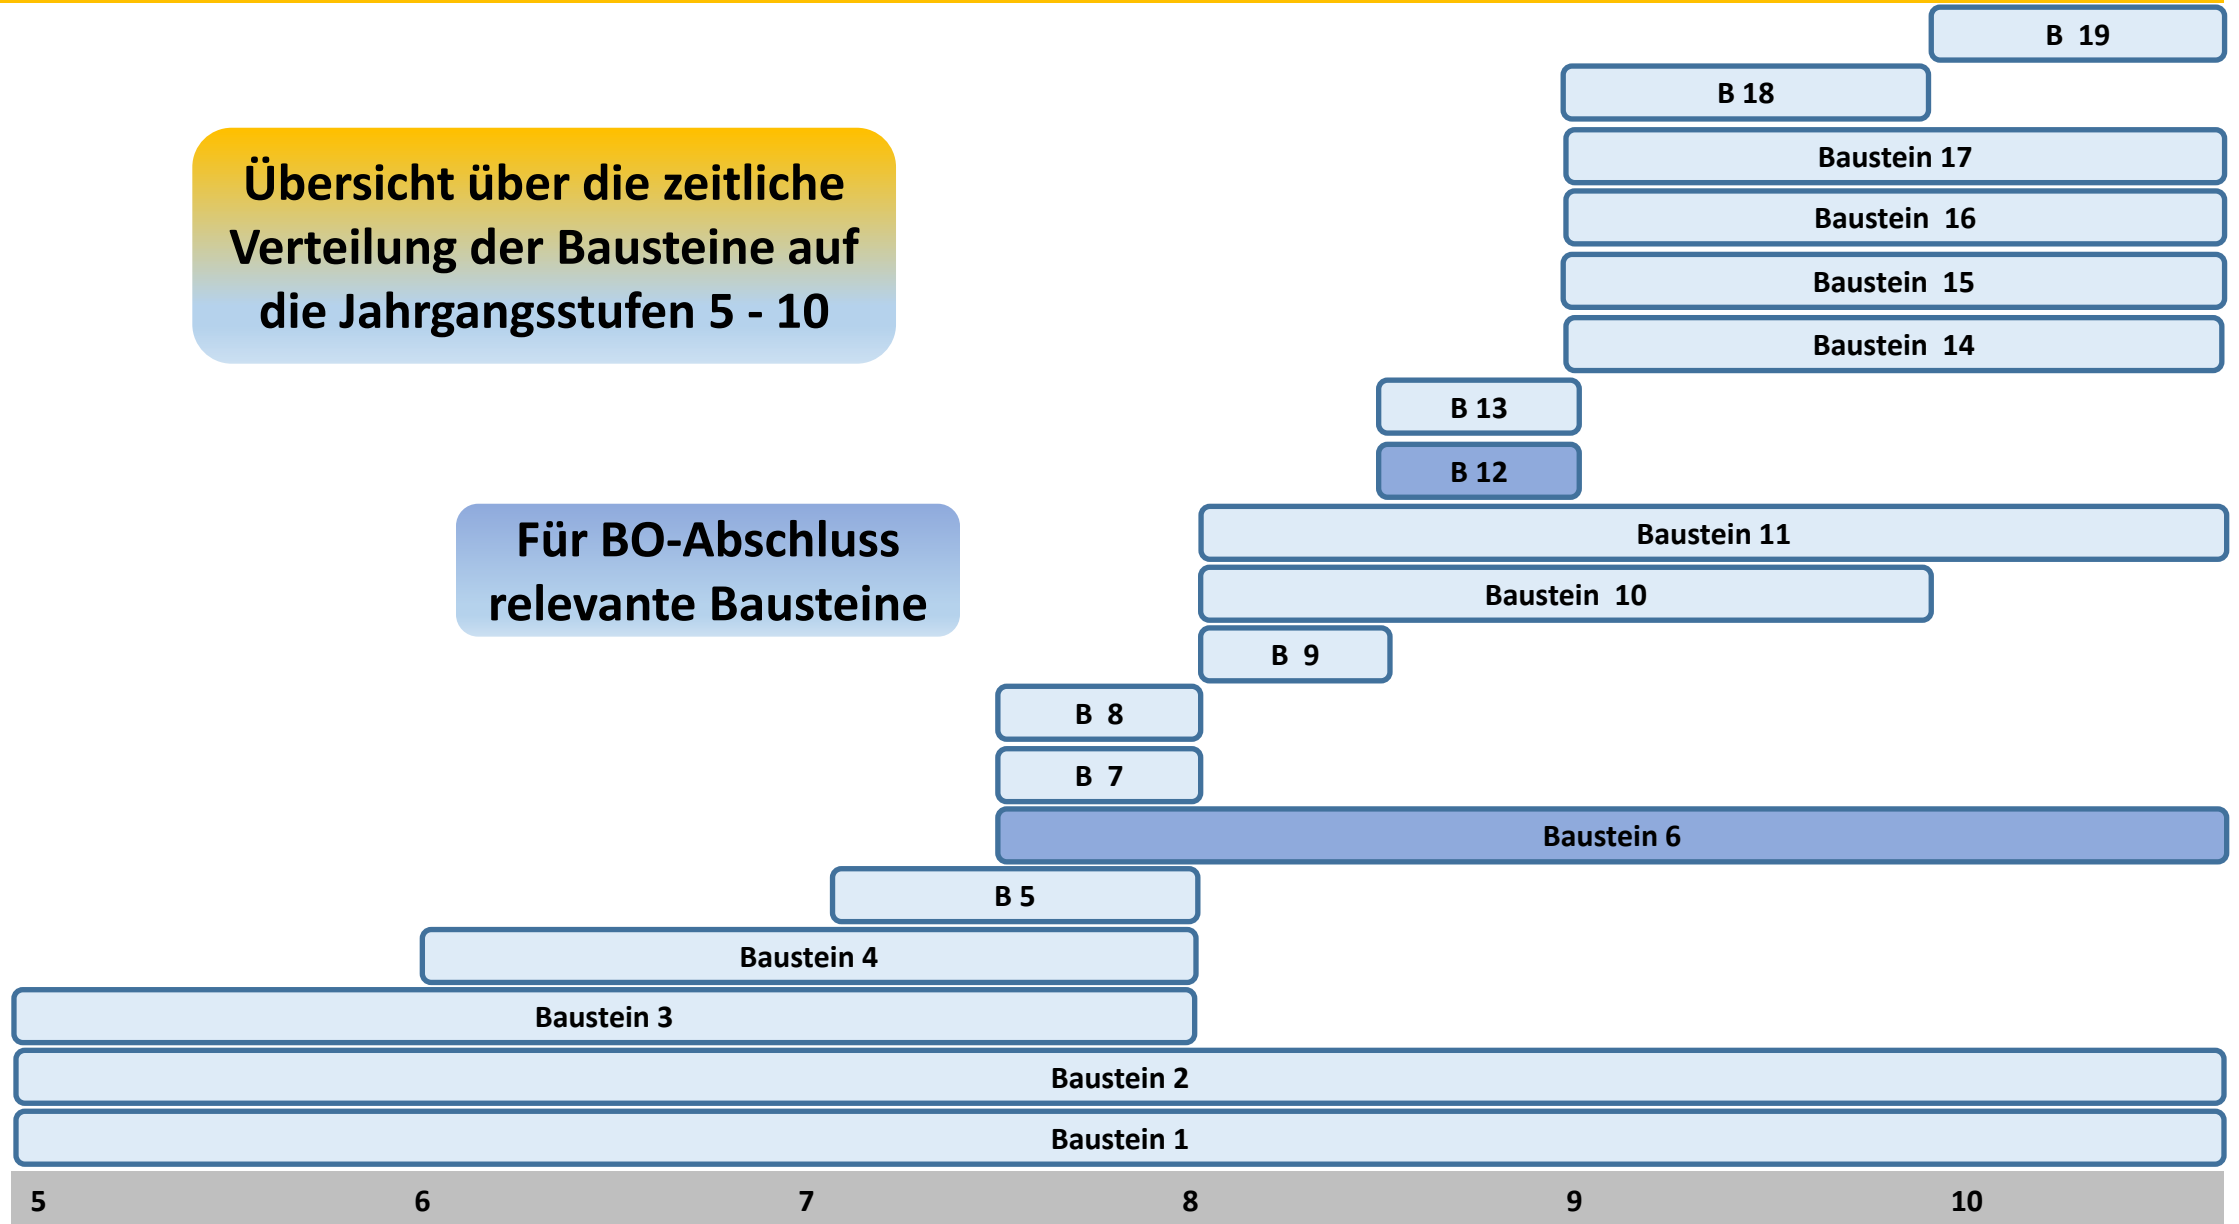 B 19
B 18
Übersicht über die zeitliche
Verteilung der Bausteine auf
die Jahrgangsstufen 5 - 10
Baustein 17
Baustein 16
Baustein 15
Baustein 14
B 13
B 12
Für BO-Abschluss
relevante Bausteine
Baustein 11
Baustein 10
B 9
B 8
B 7
Baustein 6
B 5
Baustein 4
Baustein 3
Baustein 2
Baustein 1
5 6 7 8 9 10